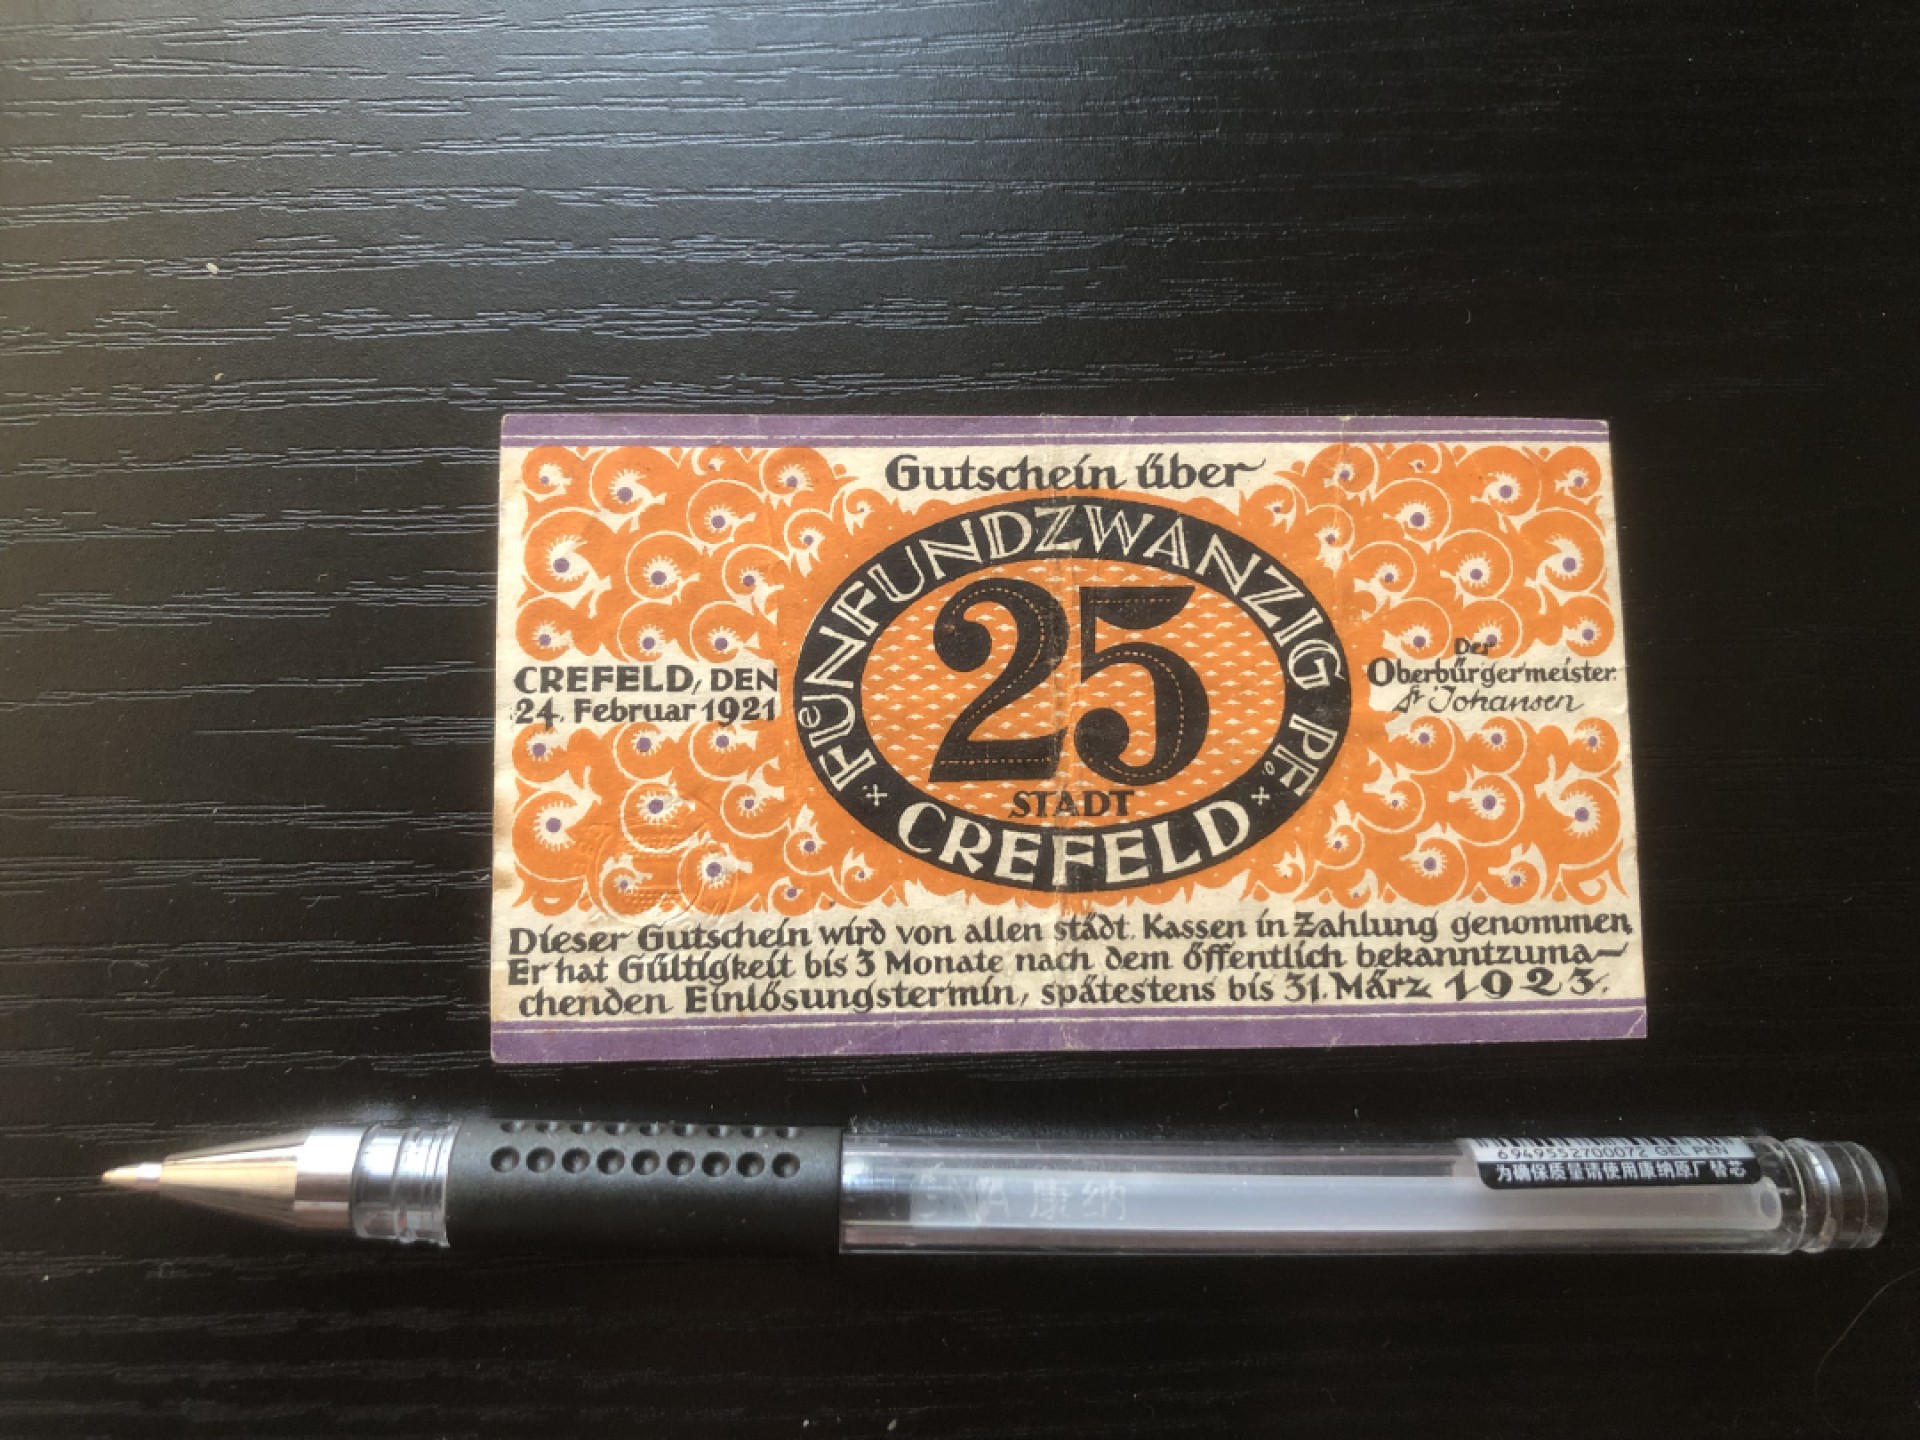 Gutschein über
FÜNFUNDZWANZIG PF.
25
STADT
CREFELD
CREFELD, DEN
24. Februar 1921
Der
Oberbürgermeister
Johansen
Dieser Gutschein wird von allen städt. Kassen in Zahlung genommen.
Er hat Gültigkeit bis 3 Monate nach dem öffentlich bekanntzuma-
chenden Einlösungstermin, spätestens bis 31. März 1923.
6949552700072 GEL PEN
为确保质量请使用康纳原厂替芯
康纳